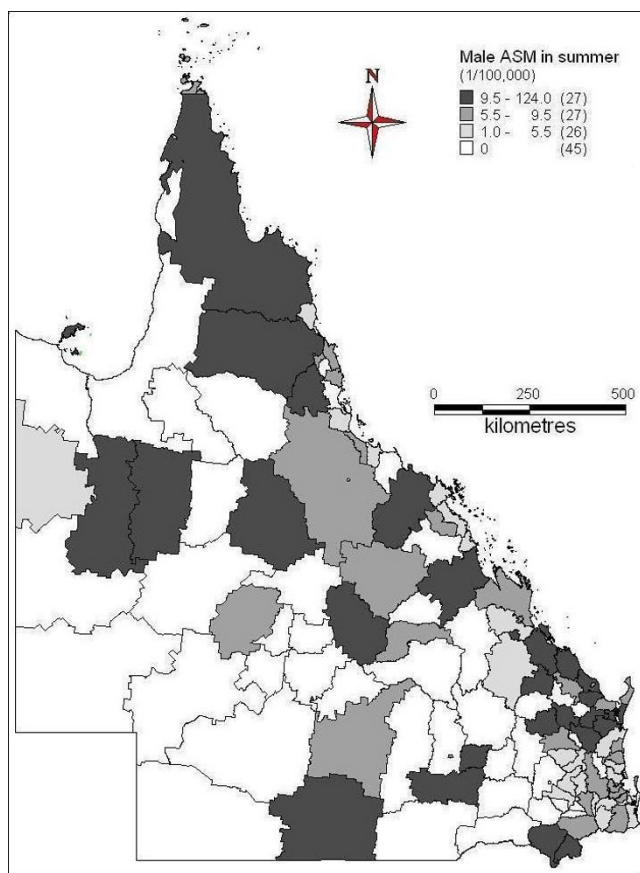 Male ASM in summer
(1/100,000)
9.5 - 124.0 (27)
5.5 - 9.5 (27)
1.0 - 5.5 (26)
0 (45)
N
0 250 500
kilometres